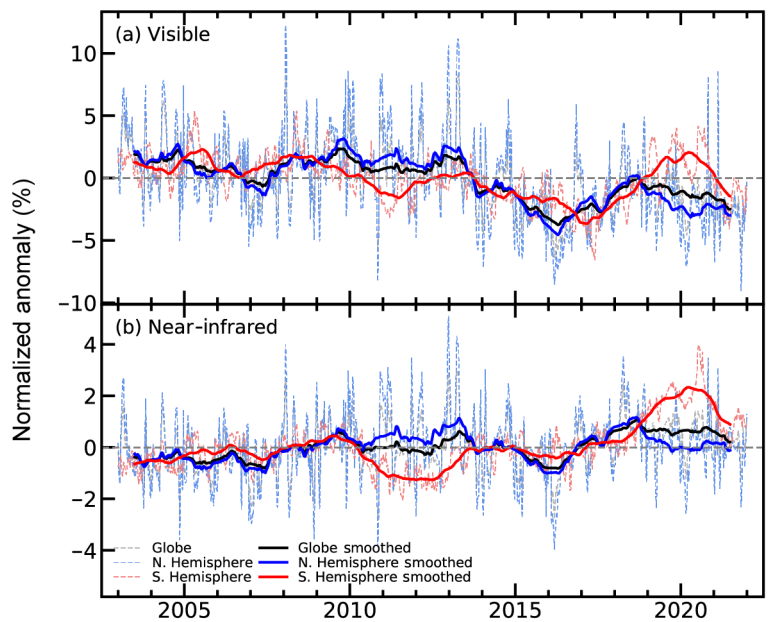 Normalized anomaly (%)
(a) Visible
10
5
0
−5
−10
(b) Near-infrared
4
2
0
−2
−4
Globe
N. Hemisphere
S. Hemisphere
Globe smoothed
N. Hemisphere smoothed
S. Hemisphere smoothed
2005 2010 2015 2020